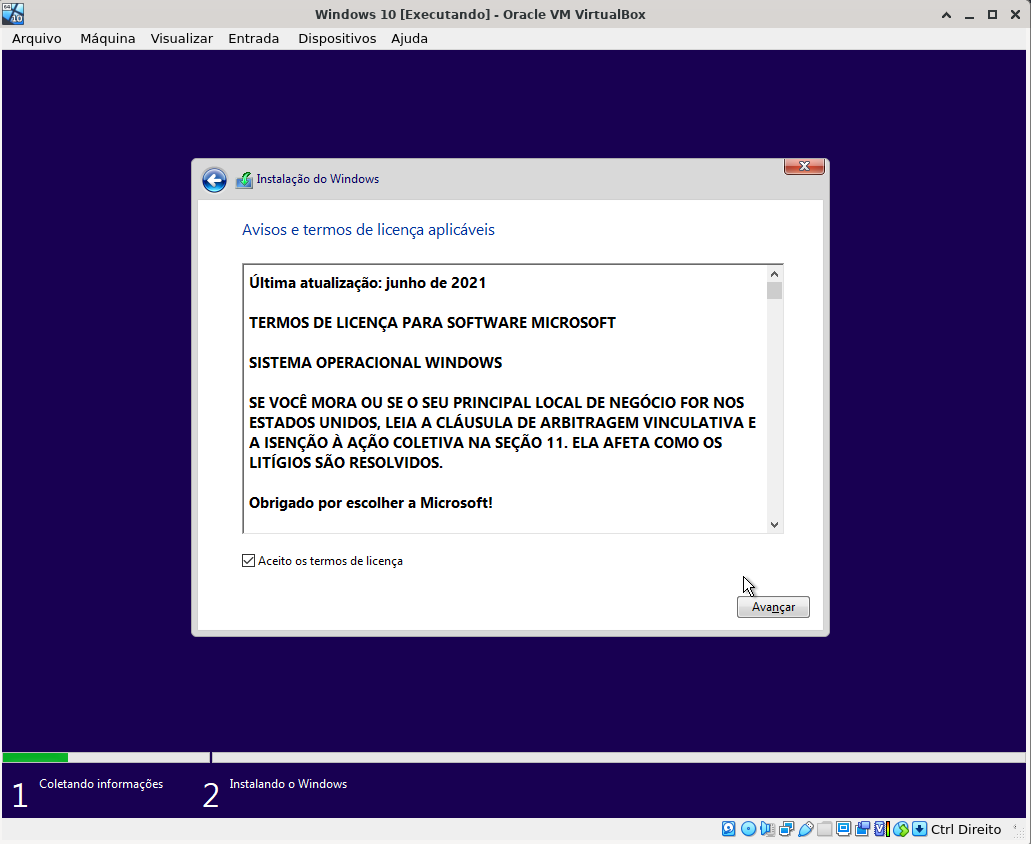 Windows 10 [Executando] - Oracle VM VirtualBox
Arquivo Máquina Visualizar Entrada Dispositivos Ajuda
Instalação do Windows
Avisos e termos de licença aplicáveis
Última atualização: junho de 2021
TERMOS DE LICENÇA PARA SOFTWARE MICROSOFT
SISTEMA OPERACIONAL WINDOWS
SE VOCÊ MORA OU SE O SEU PRINCIPAL LOCAL DE NEGÓCIO FOR NOS
ESTADOS UNIDOS, LEIA A CLÁUSULA DE ARBITRAGEM VINCULATIVA E
A ISENÇÃO À AÇÃO COLETIVA NA SEÇÃO 11. ELA AFETA COMO OS
LITÍGIOS SÃO RESOLVIDOS.
Obrigado por escolher a Microsoft!
Aceito os termos de licença
Avançar
1 Coletando informações 2 Instalando o Windows
Ctrl Direito